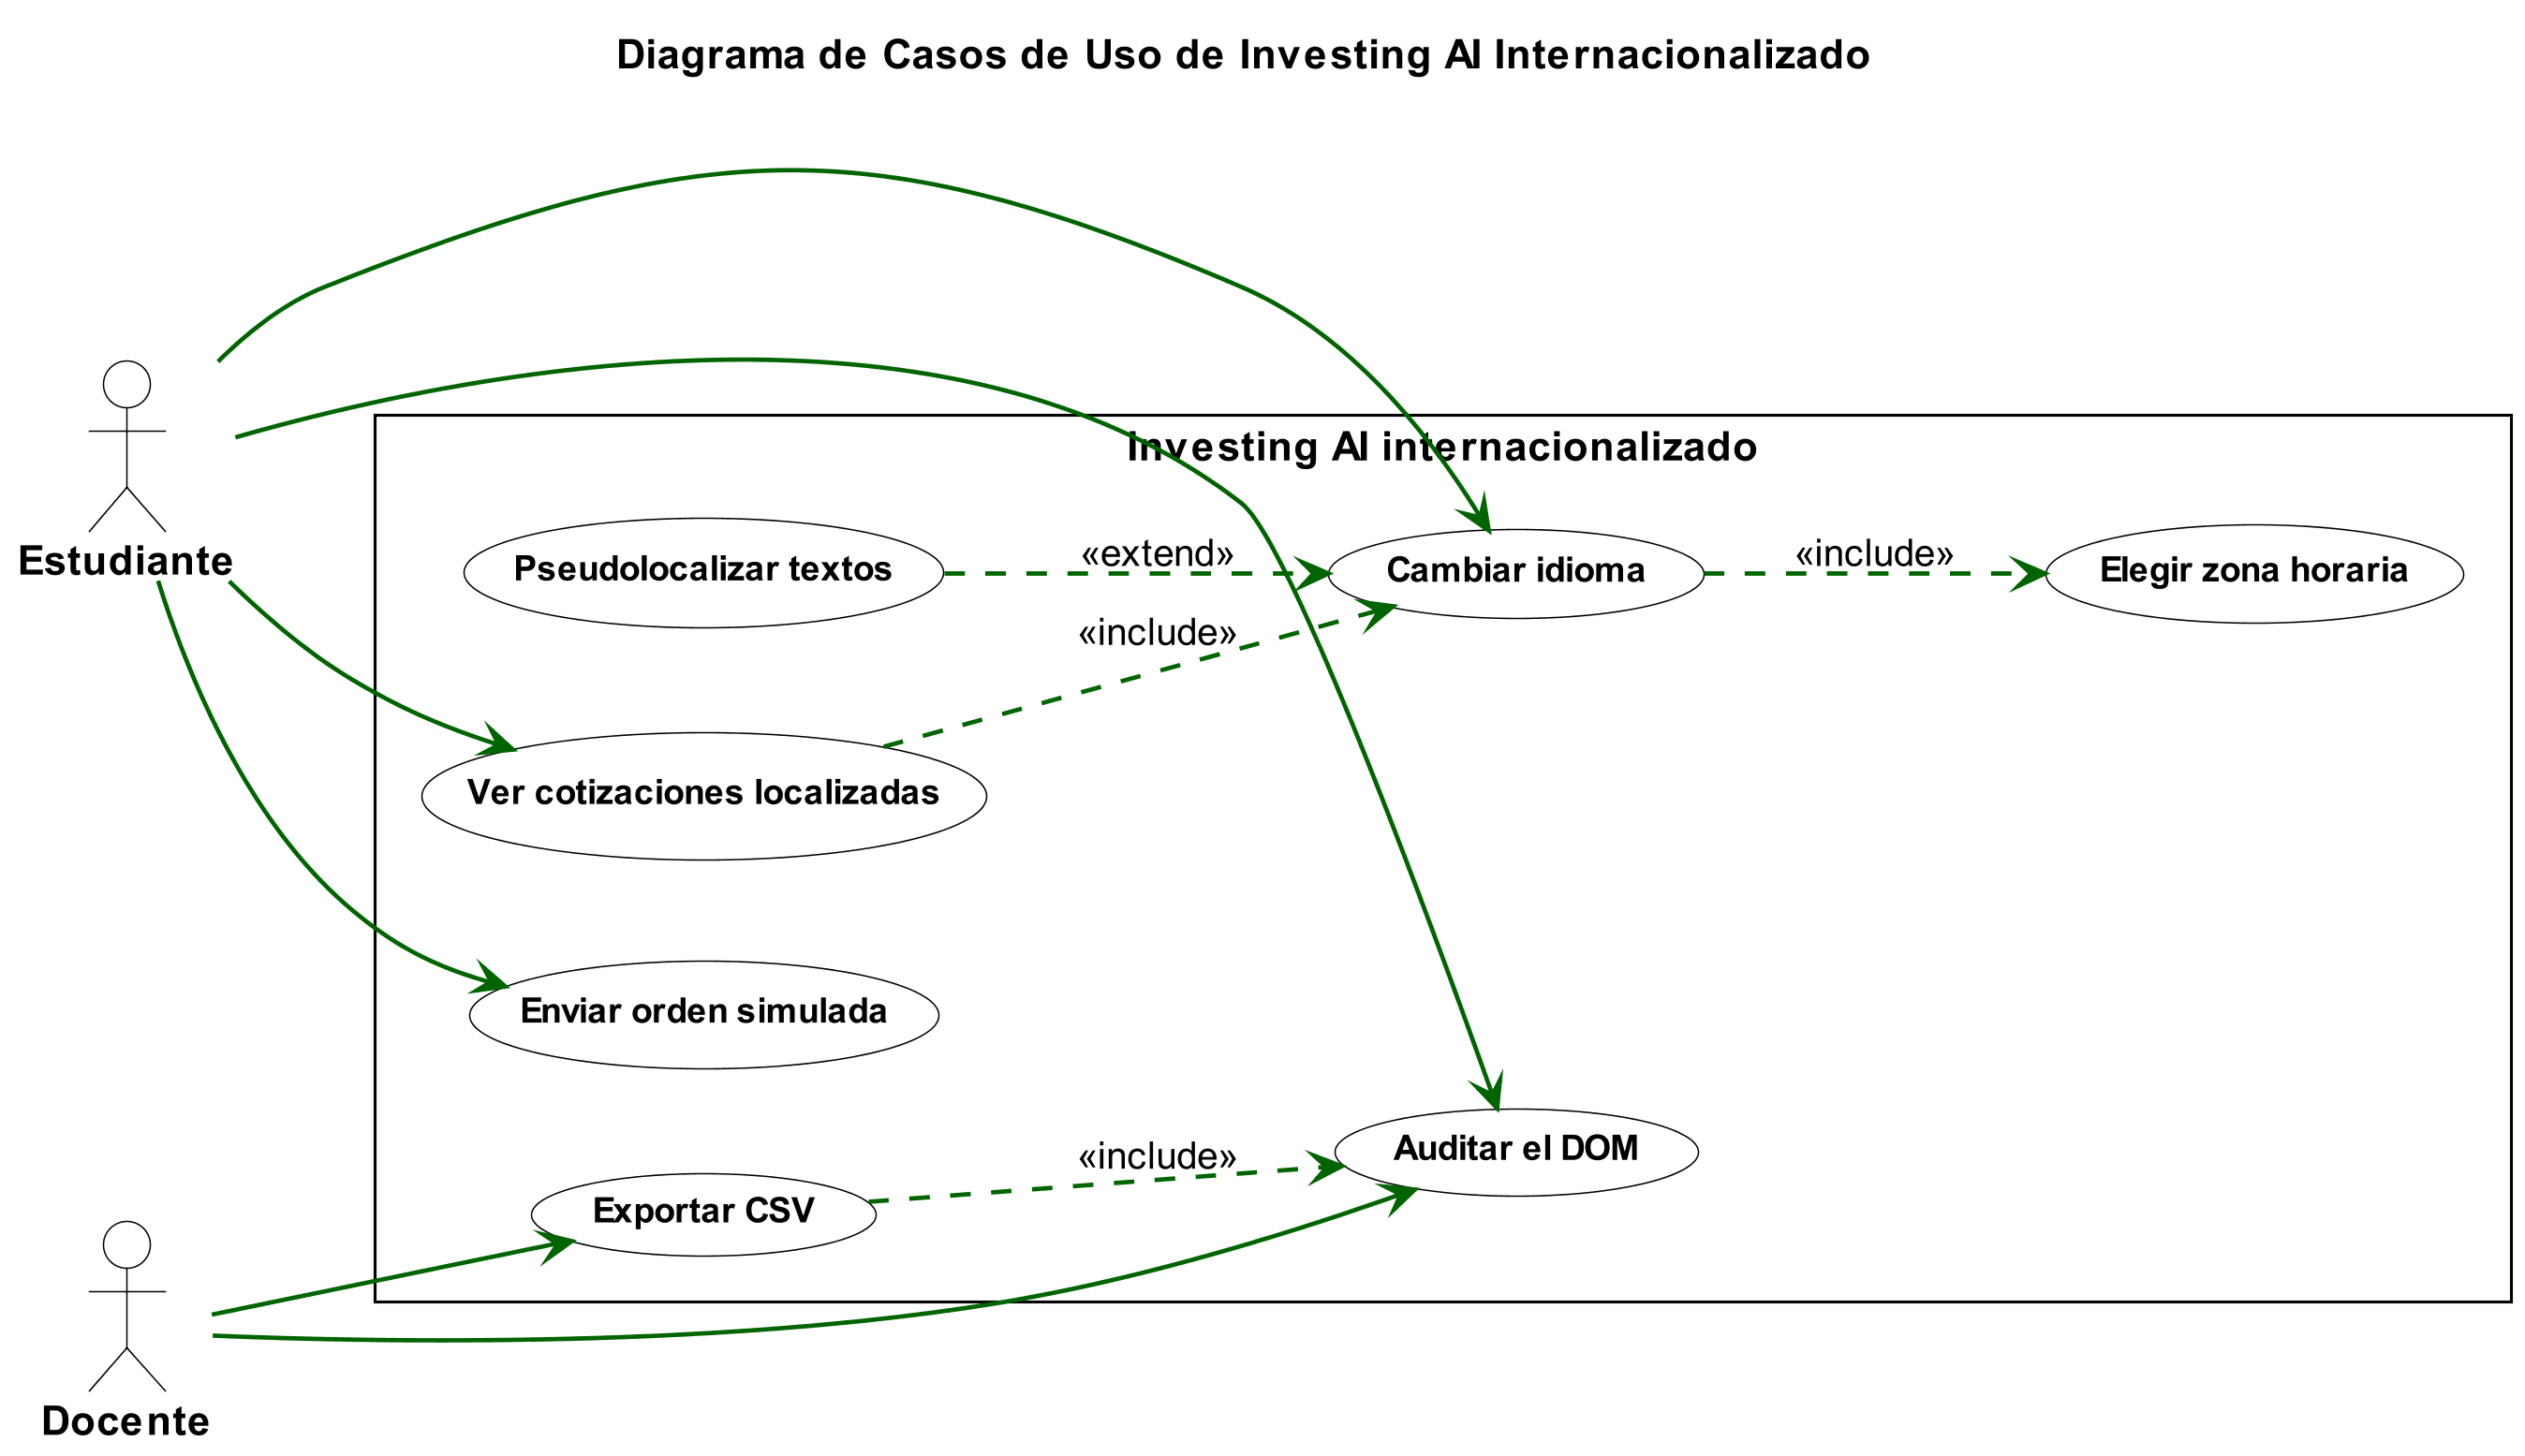 Diagrama de Casos de Uso de Investing AI Internacionalizado
Investing AI internacionalizado
Estudiante
Pseudolocalizar textos
«extend»
Cambiar idioma
«include»
Elegir zona horaria
«include»
Ver cotizaciones localizadas
Enviar orden simulada
Auditar el DOM
«include»
Exportar CSV
Docente